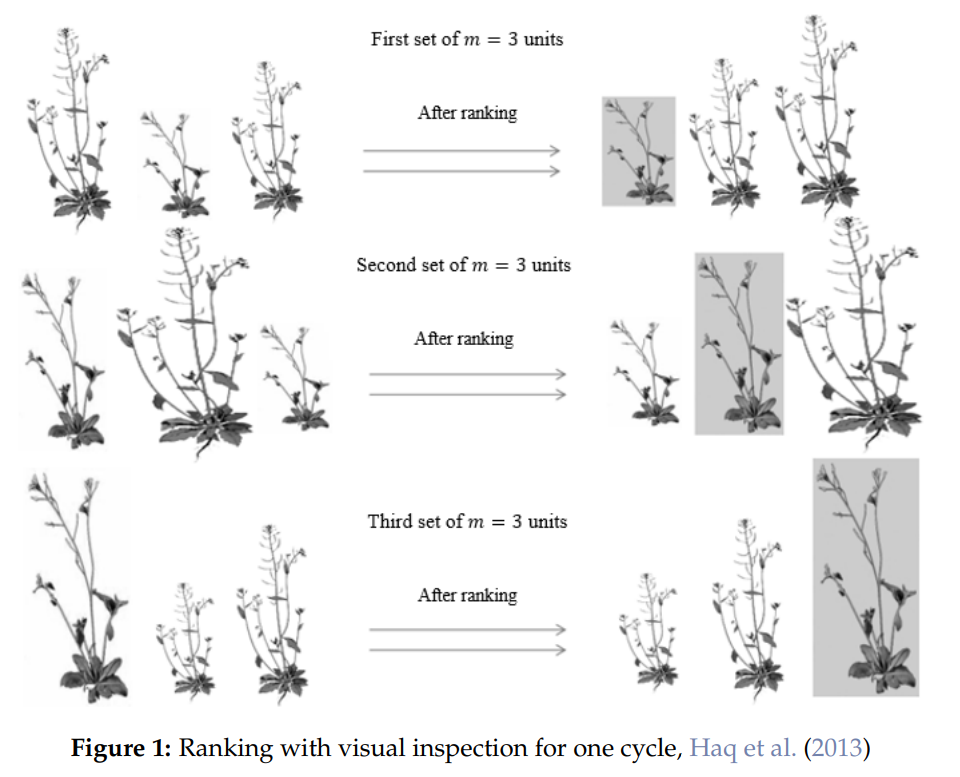 First set of m = 3 units
After ranking
Second set of m = 3 units
After ranking
Third set of m = 3 units
After ranking
Figure 1: Ranking with visual inspection for one cycle, Haq et al. (2013)